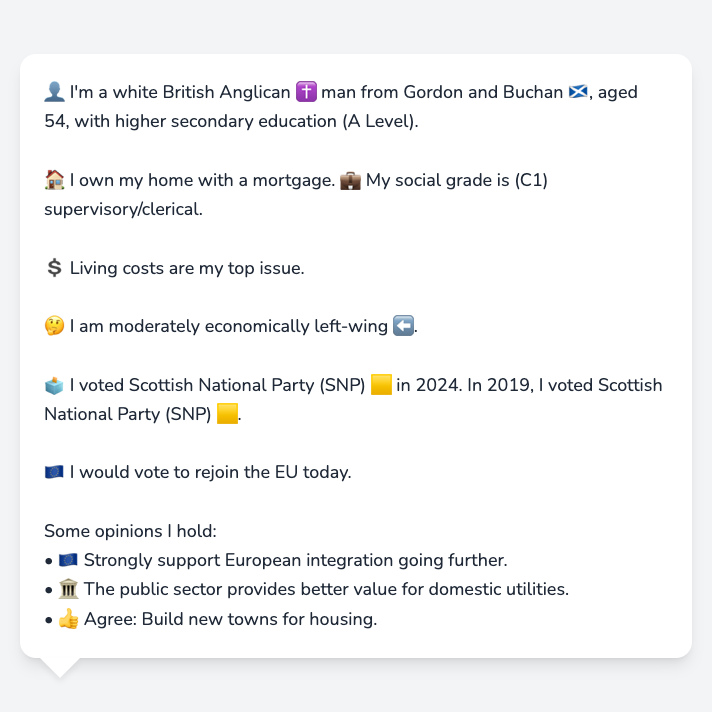 👤 I'm a white British Anglican ✝️ man from Gordon and Buchan 🏴󠁧󠁢󠁳󠁣󠁴󠁿, aged
54, with higher secondary education (A Level).
🏠 I own my home with a mortgage. 💼 My social grade is (C1)
supervisory/clerical.
💲 Living costs are my top issue.
🤔 I am moderately economically left-wing ⬅️.
🗳️ I voted Scottish National Party (SNP) 🟨 in 2024. In 2019, I voted Scottish
National Party (SNP) 🟨.
🇪🇺 I would vote to rejoin the EU today.
Some opinions I hold:
• 🇪🇺 Strongly support European integration going further.
• 🏛️ The public sector provides better value for domestic utilities.
• 👍 Agree: Build new towns for housing.